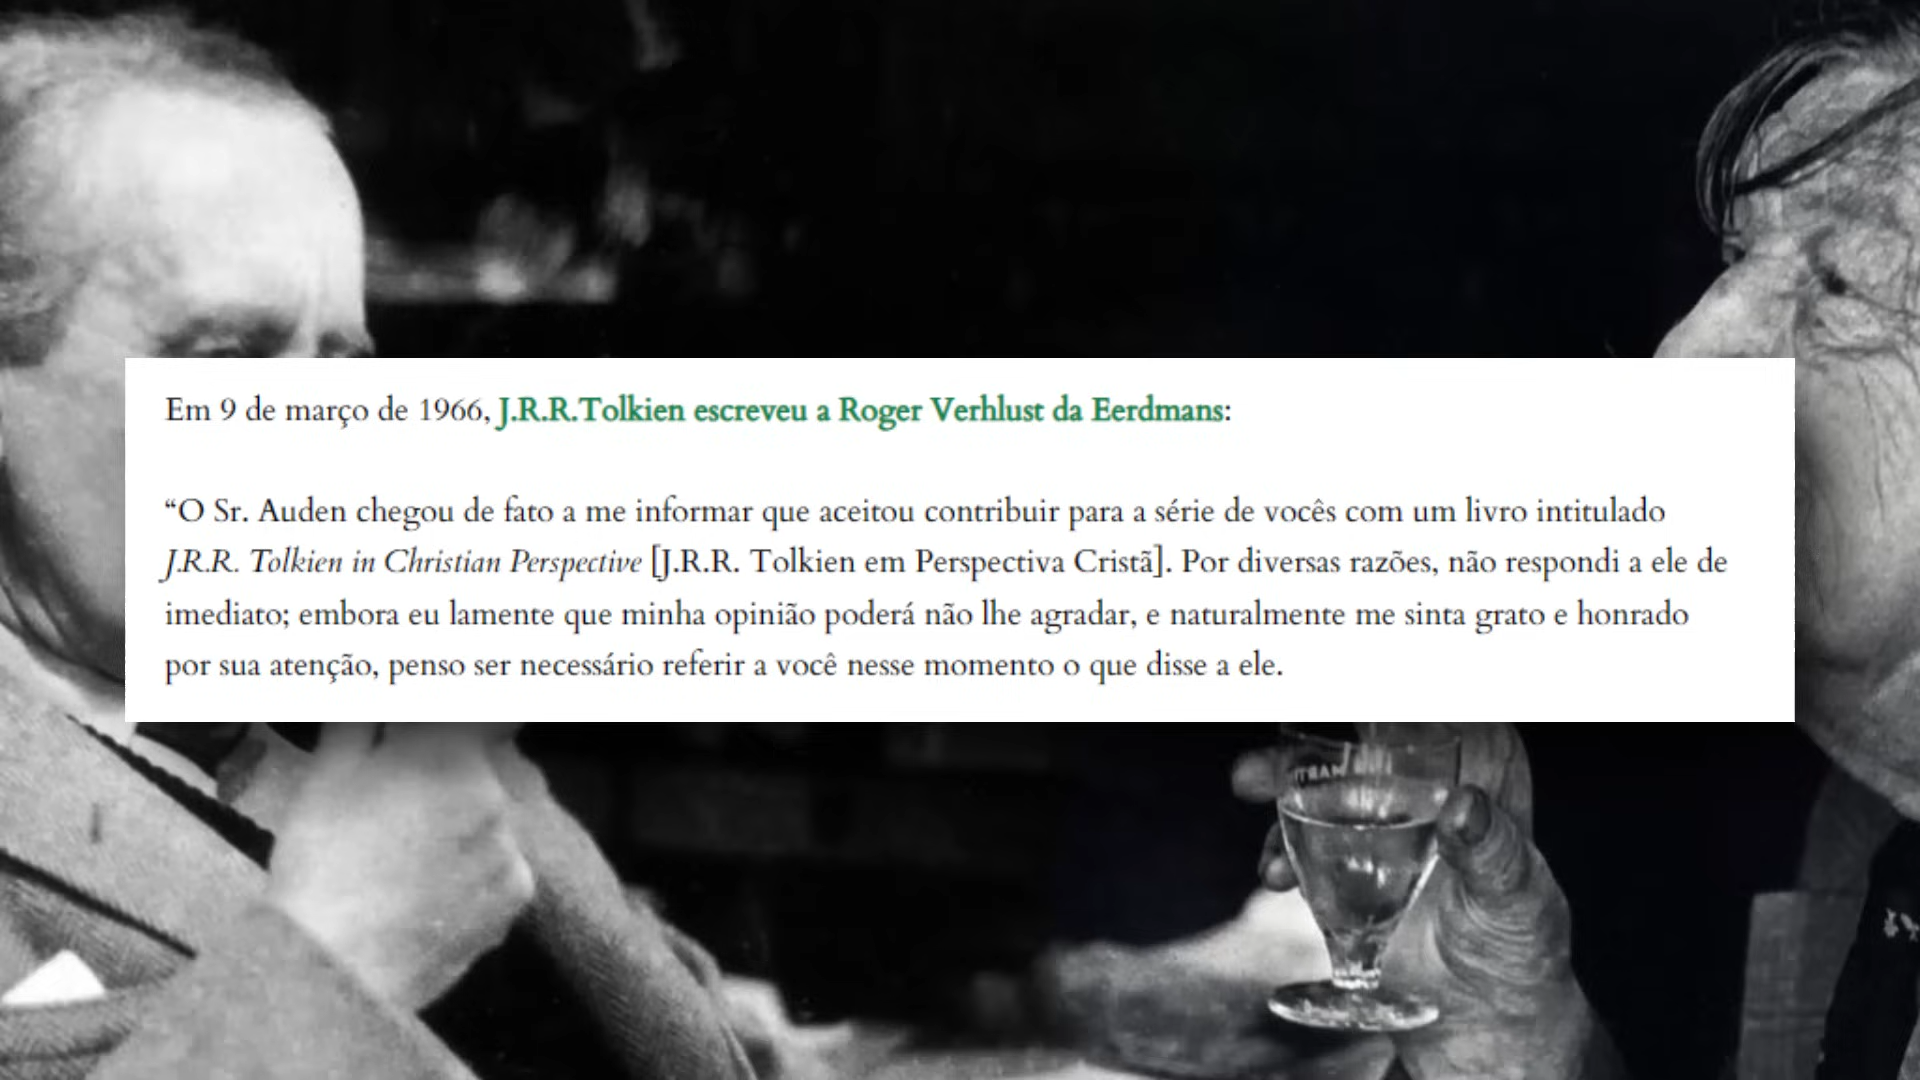 Em 9 de março de 1966, J.R.R.Tolkien escreveu a Roger Verhlust da Eerdmans:
“O Sr. Auden chegou de fato a me informar que aceitou contribuir para a série de vocês com um livro intitulado
J.R.R. Tolkien in Christian Perspective [J.R.R. Tolkien em Perspectiva Cristã]. Por diversas razões, não respondi a ele de
imediato; embora eu lamente que minha opinião poderá não lhe agradar, e naturalmente me sinta grato e honrado
por sua atenção, penso ser necessário referir a você nesse momento o que disse a ele.